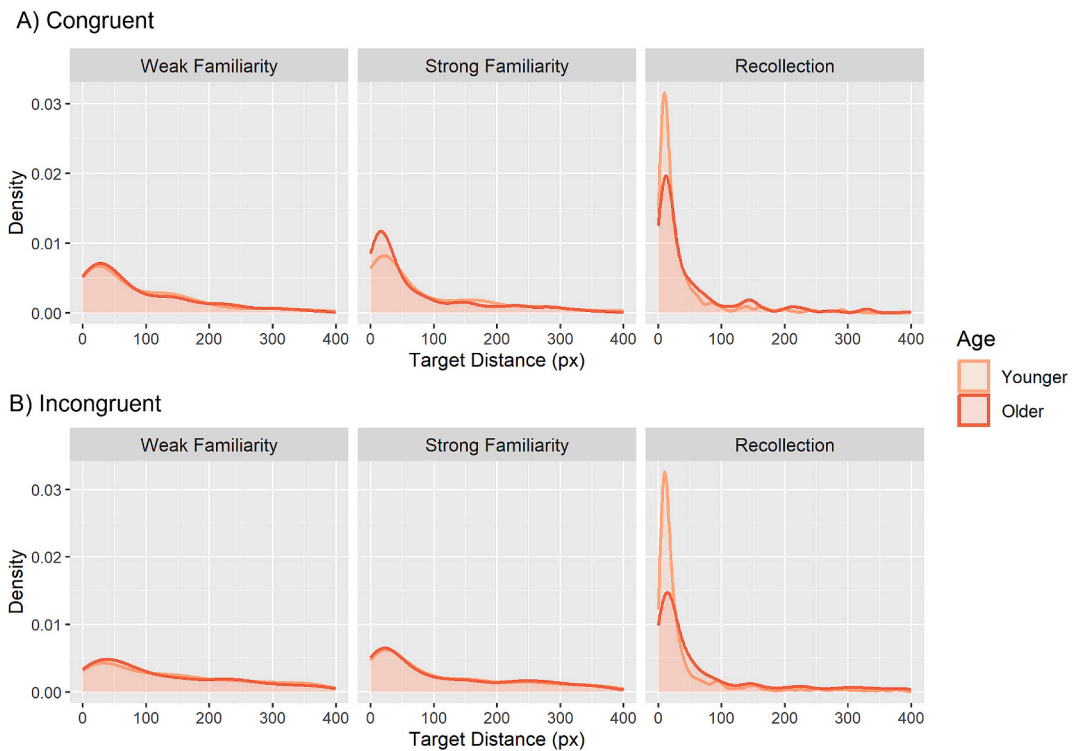 A) Congruent
Weak Familiarity Strong Familiarity Recollection
0.03
0.02
0.01
0.00
Density
0 100 200 300 400 0 100 200 300 400 0 100 200 300 400
Target Distance (px)
Age
Younger
Older
B) Incongruent
Weak Familiarity Strong Familiarity Recollection
0.03
0.02
0.01
0.00
Density
0 100 200 300 400 0 100 200 300 400 0 100 200 300 400
Target Distance (px)